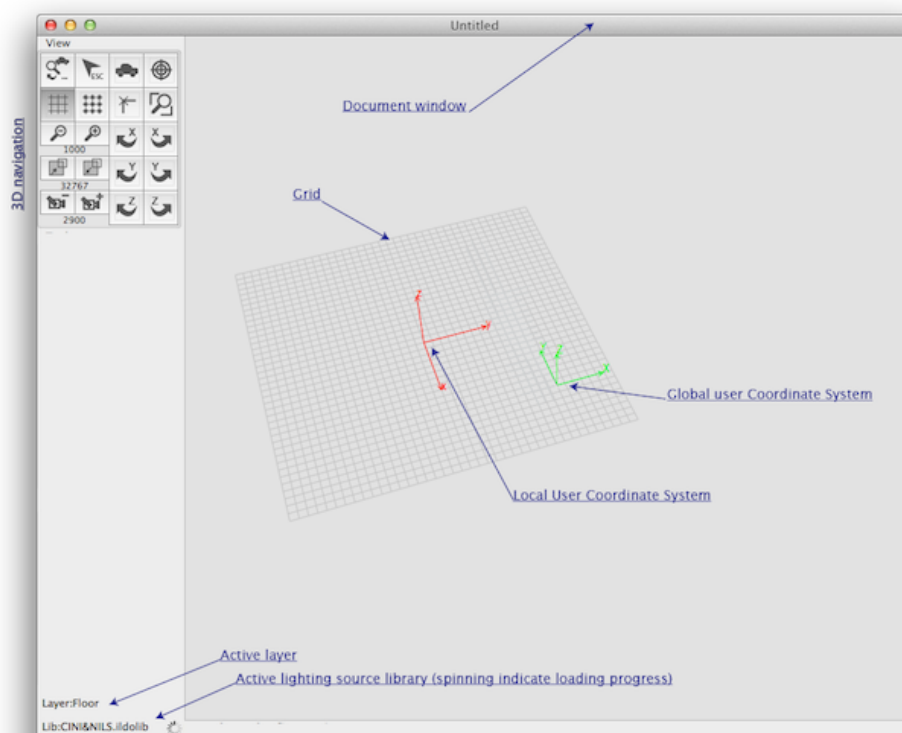 Untitled
View
ESC
Document window
3D navigation
X X
1000
Y Y
32767
Z Z
2900
Grid
Z
Y
X
Z
X
Global user Coordinate System
Local User Coordinate System
Active layer
Active lighting source library (spinning indicate loading progress)
Layer:Floor
Lib:CINI&NILS.ildolib